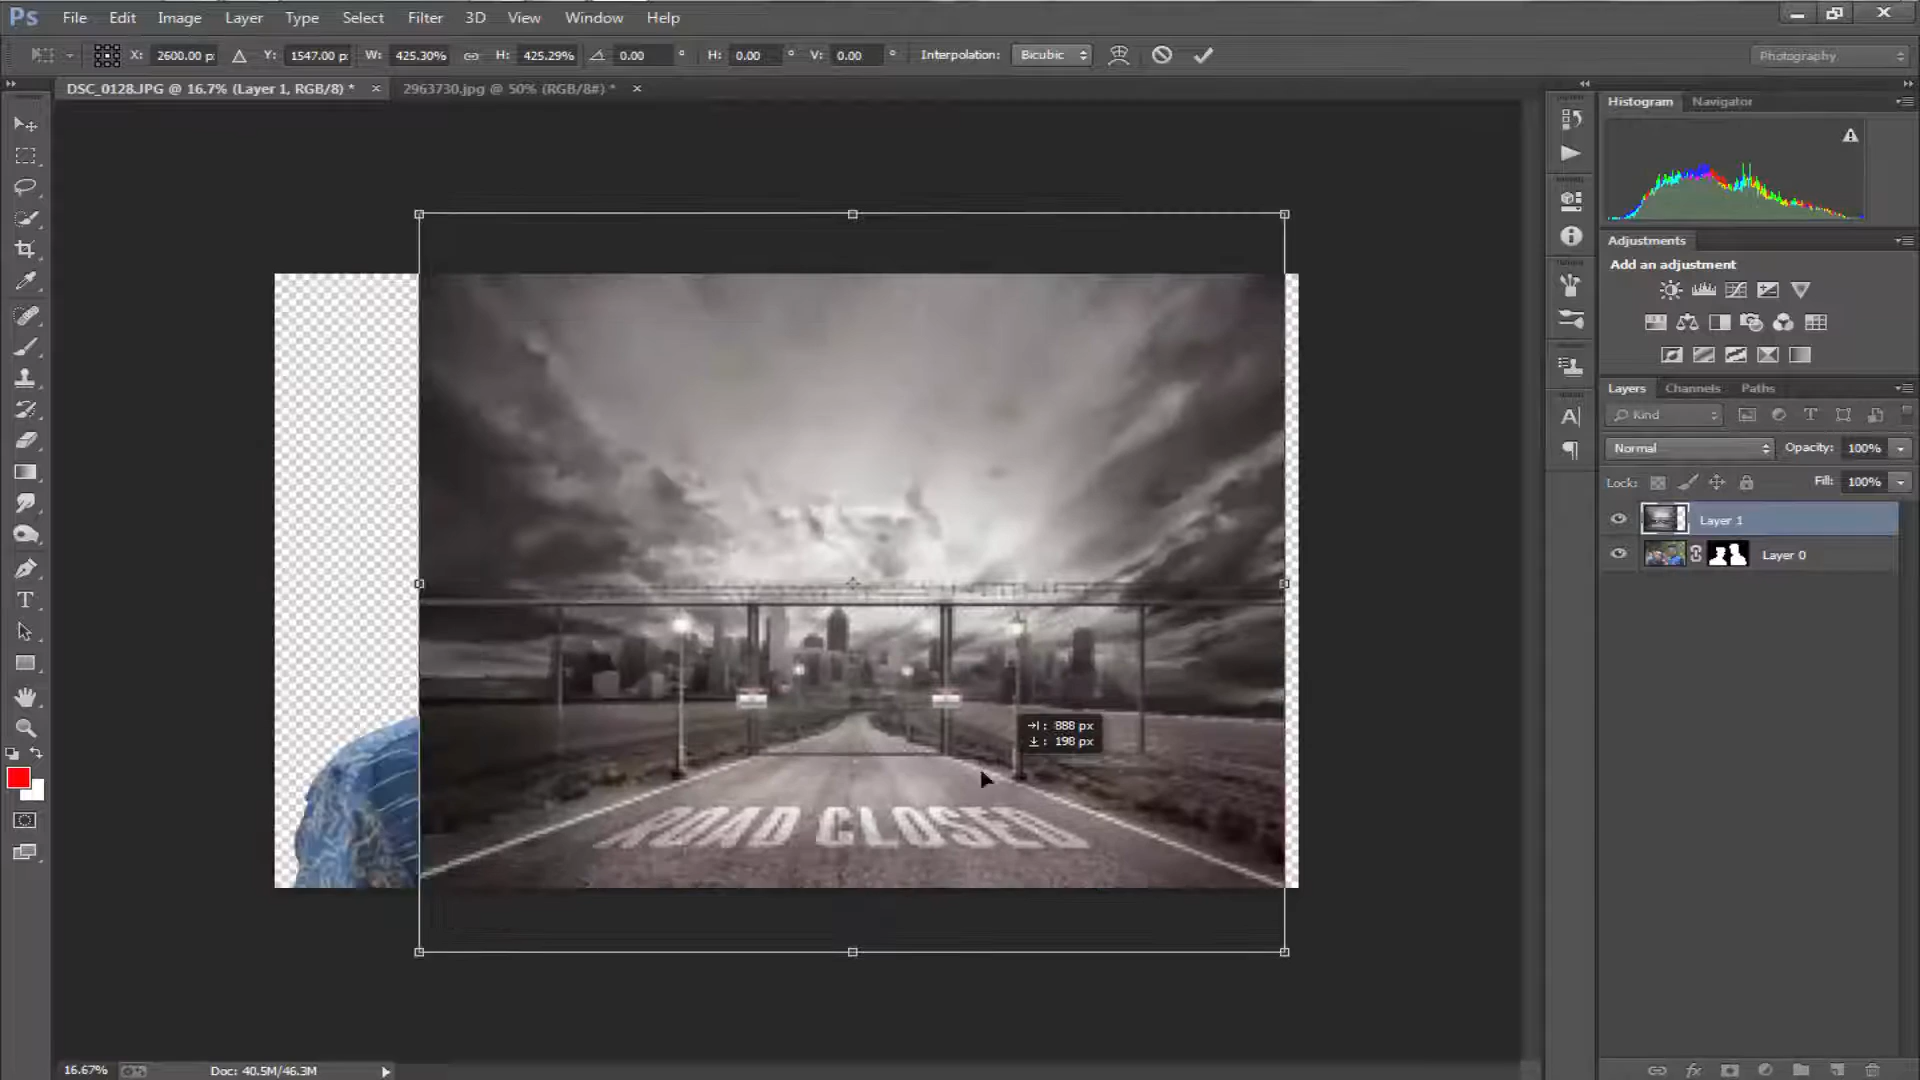 Ps File Edit Image Layer Type Select Filter 3D View Window Help
X: 2600.00 p Y: 1547.00 p W: 425.30% H: 425.29% 0.00 ° H: 0.00 ° V: 0.00 ° Interpolation: Bicubic Photography
DSC_0128.JPG @ 16.7% (Layer 1, RGB/8) * × 2963730.jpg @ 50% (RGB/8#) * ×
Histogram Navigator
Adjustments
Add an adjustment
Layers Channels Paths
Kind
Normal Opacity: 100%
Lock: Fill: 100%
Layer 1
Layer 0
: 888 px
: 198 px
ROAD CLOSED
16.67% Doc: 40.5M/46.3M